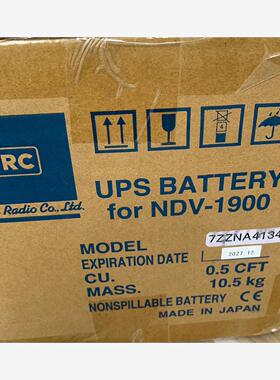 RC
Radio Co., Ltd.
UPS BATTERY
for NDV-1900
MODEL 7ZZNA4134
EXPIRATION DATE 2027.12
CU. 0.5 CFT
MASS. 10.5 kg
NONSPILLABLE BATTERY CE
MADE IN JAPAN